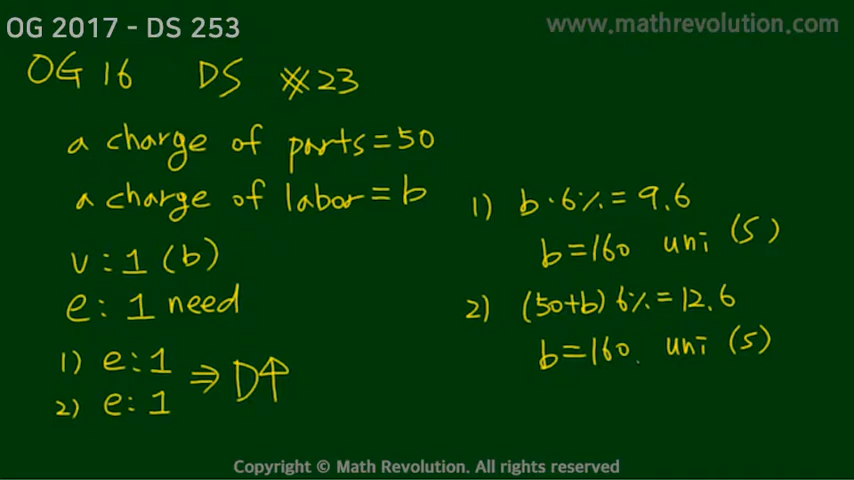 OG 2017 - DS 253
www.mathrevolution.com
OG 16 DS #23
a charge of parts=50
a charge of labor=b
v:1 (b)
e: 1 need
1) e:1
2) e:1
⇒ D↑
1) b·6%=9.6
b=160 uni (s)
2) (50+b)6%=12.6
b=160. uni (s)
Copyright © Math Revolution. All rights reserved